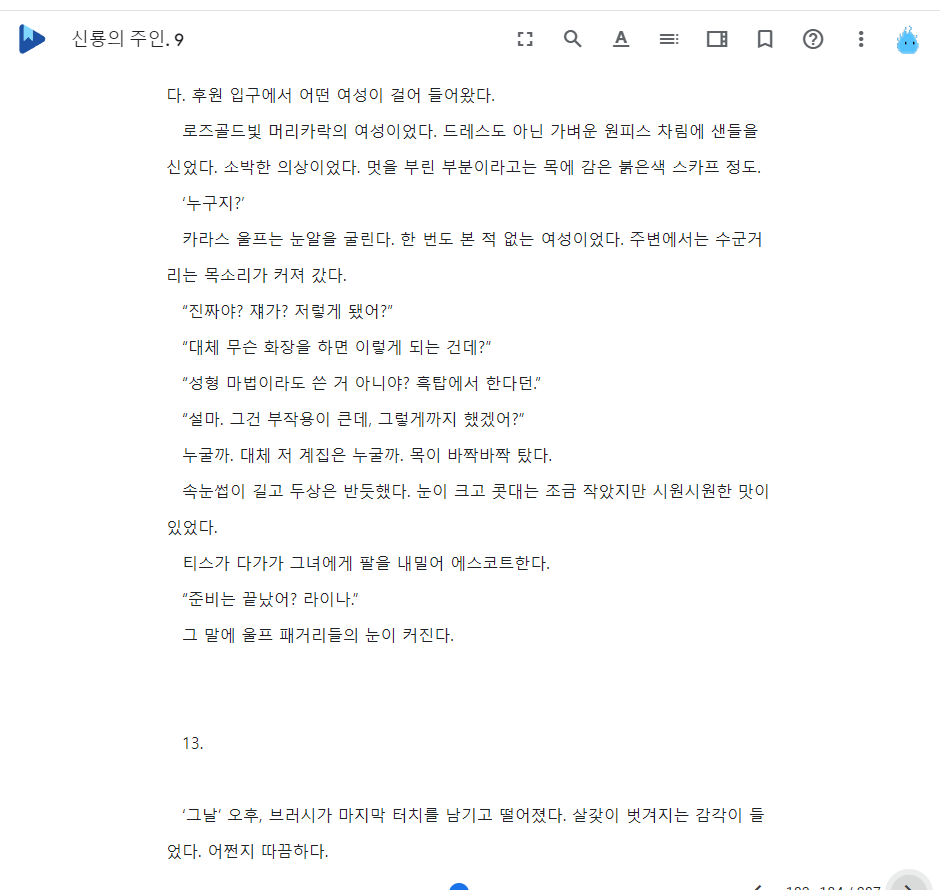 신룡의 주인. 9
다. 후원 입구에서 어떤 여성이 걸어 들어왔다.
로즈골드빛 머리카락의 여성이었다. 드레스도 아닌 가벼운 원피스 차림에 샌들을
신었다. 소박한 의상이었다. 멋을 부린 부분이라고는 목에 감은 붉은색 스카프 정도.
‘누구지?’
카라스 울프는 눈알을 굴린다. 한 번도 본 적 없는 여성이었다. 주변에서는 수군거
리는 목소리가 커져 갔다.
“진짜야? 쟤가? 저렇게 됐어?”
“대체 무슨 화장을 하면 이렇게 되는 건데?”
“성형 마법이라도 쓴 거 아니야? 흑탑에서 한다던.”
“설마. 그건 부작용이 큰데, 그렇게까지 했겠어?”
누굴까. 대체 저 계집은 누굴까. 목이 바짝바짝 탔다.
속눈썹이 길고 두상은 반듯했다. 눈이 크고 콧대는 조금 작았지만 시원시원한 맛이
있었다.
티스가 다가가 그녀에게 팔을 내밀어 에스코트한다.
“준비는 끝났어? 라이나.”
그 말에 울프 패거리들의 눈이 커진다.
13.
‘그날’ 오후, 브러시가 마지막 터치를 남기고 떨어졌다. 살갗이 벗겨지는 감각이 들
었다. 어쩐지 따끔하다.